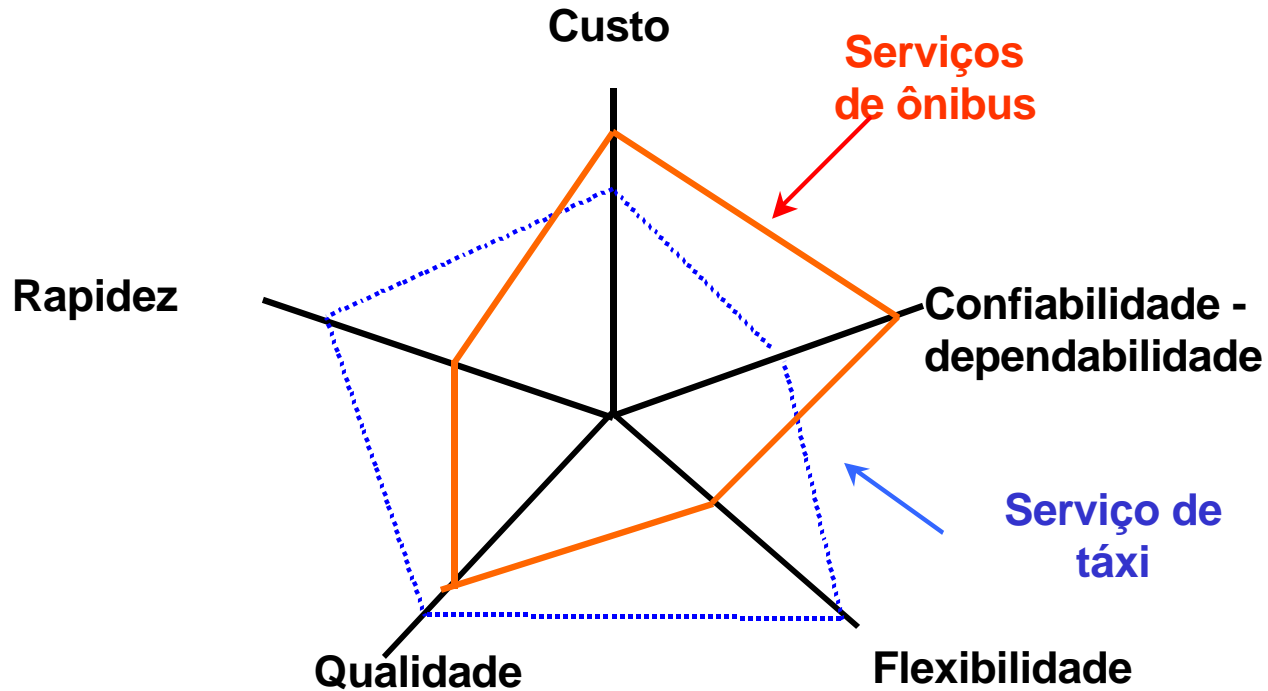 Custo
Serviços
de ônibus
Rapidez
Confiabilidade -
dependabilidade
Serviço de
táxi
Qualidade
Flexibilidade